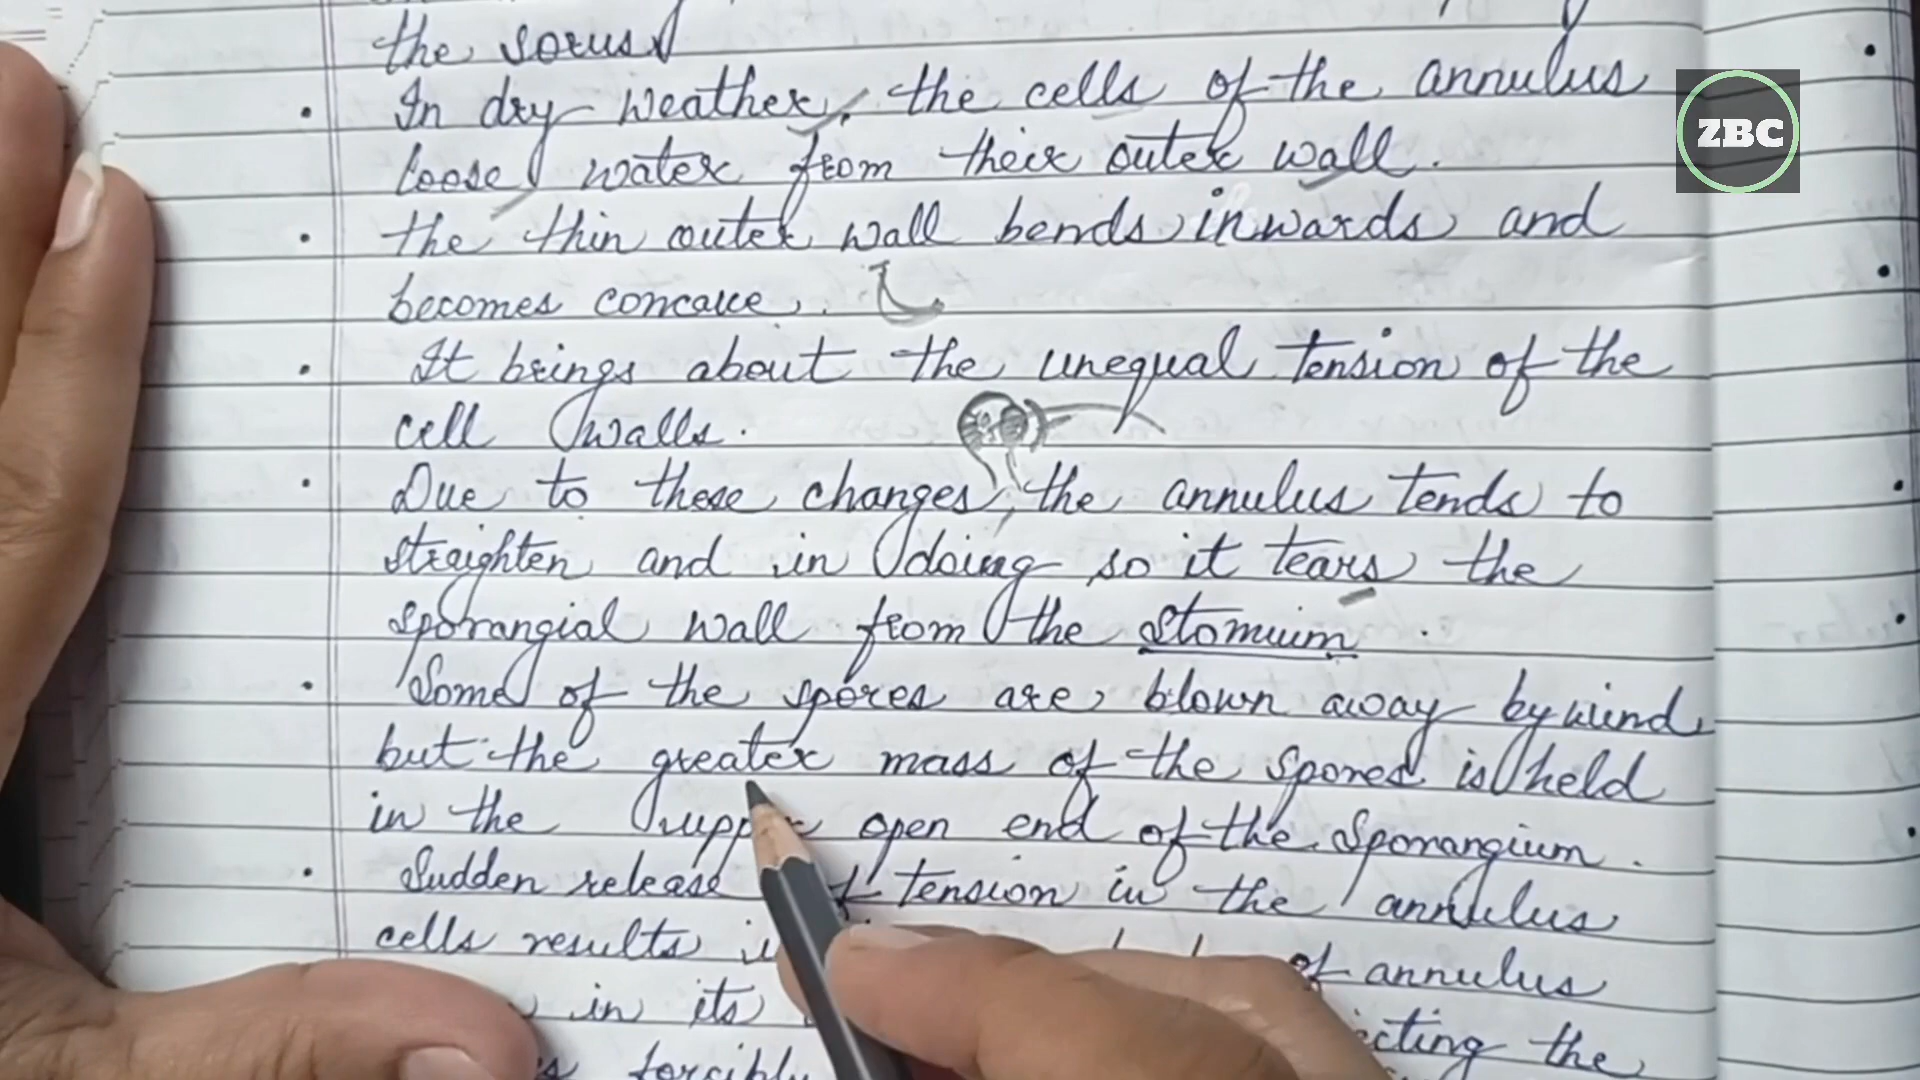 the sorus
In dry weather, the cells of the annulus
loose water from their outer wall.
the thin outer wall bends inwards and
becomes concave.
It brings about the unequal tension of the
cell walls.
Due to these changes, the annulus tends to
straighten and in doing so it tears the
sporangial wall from the stomium.
Some of the spores are blown away by wind
but the greater mass of the spores is held
in the upper open end of the Sporangium.
Sudden release of tension in the annulus
cells results of annulus
in its the
forcibly
ZBC